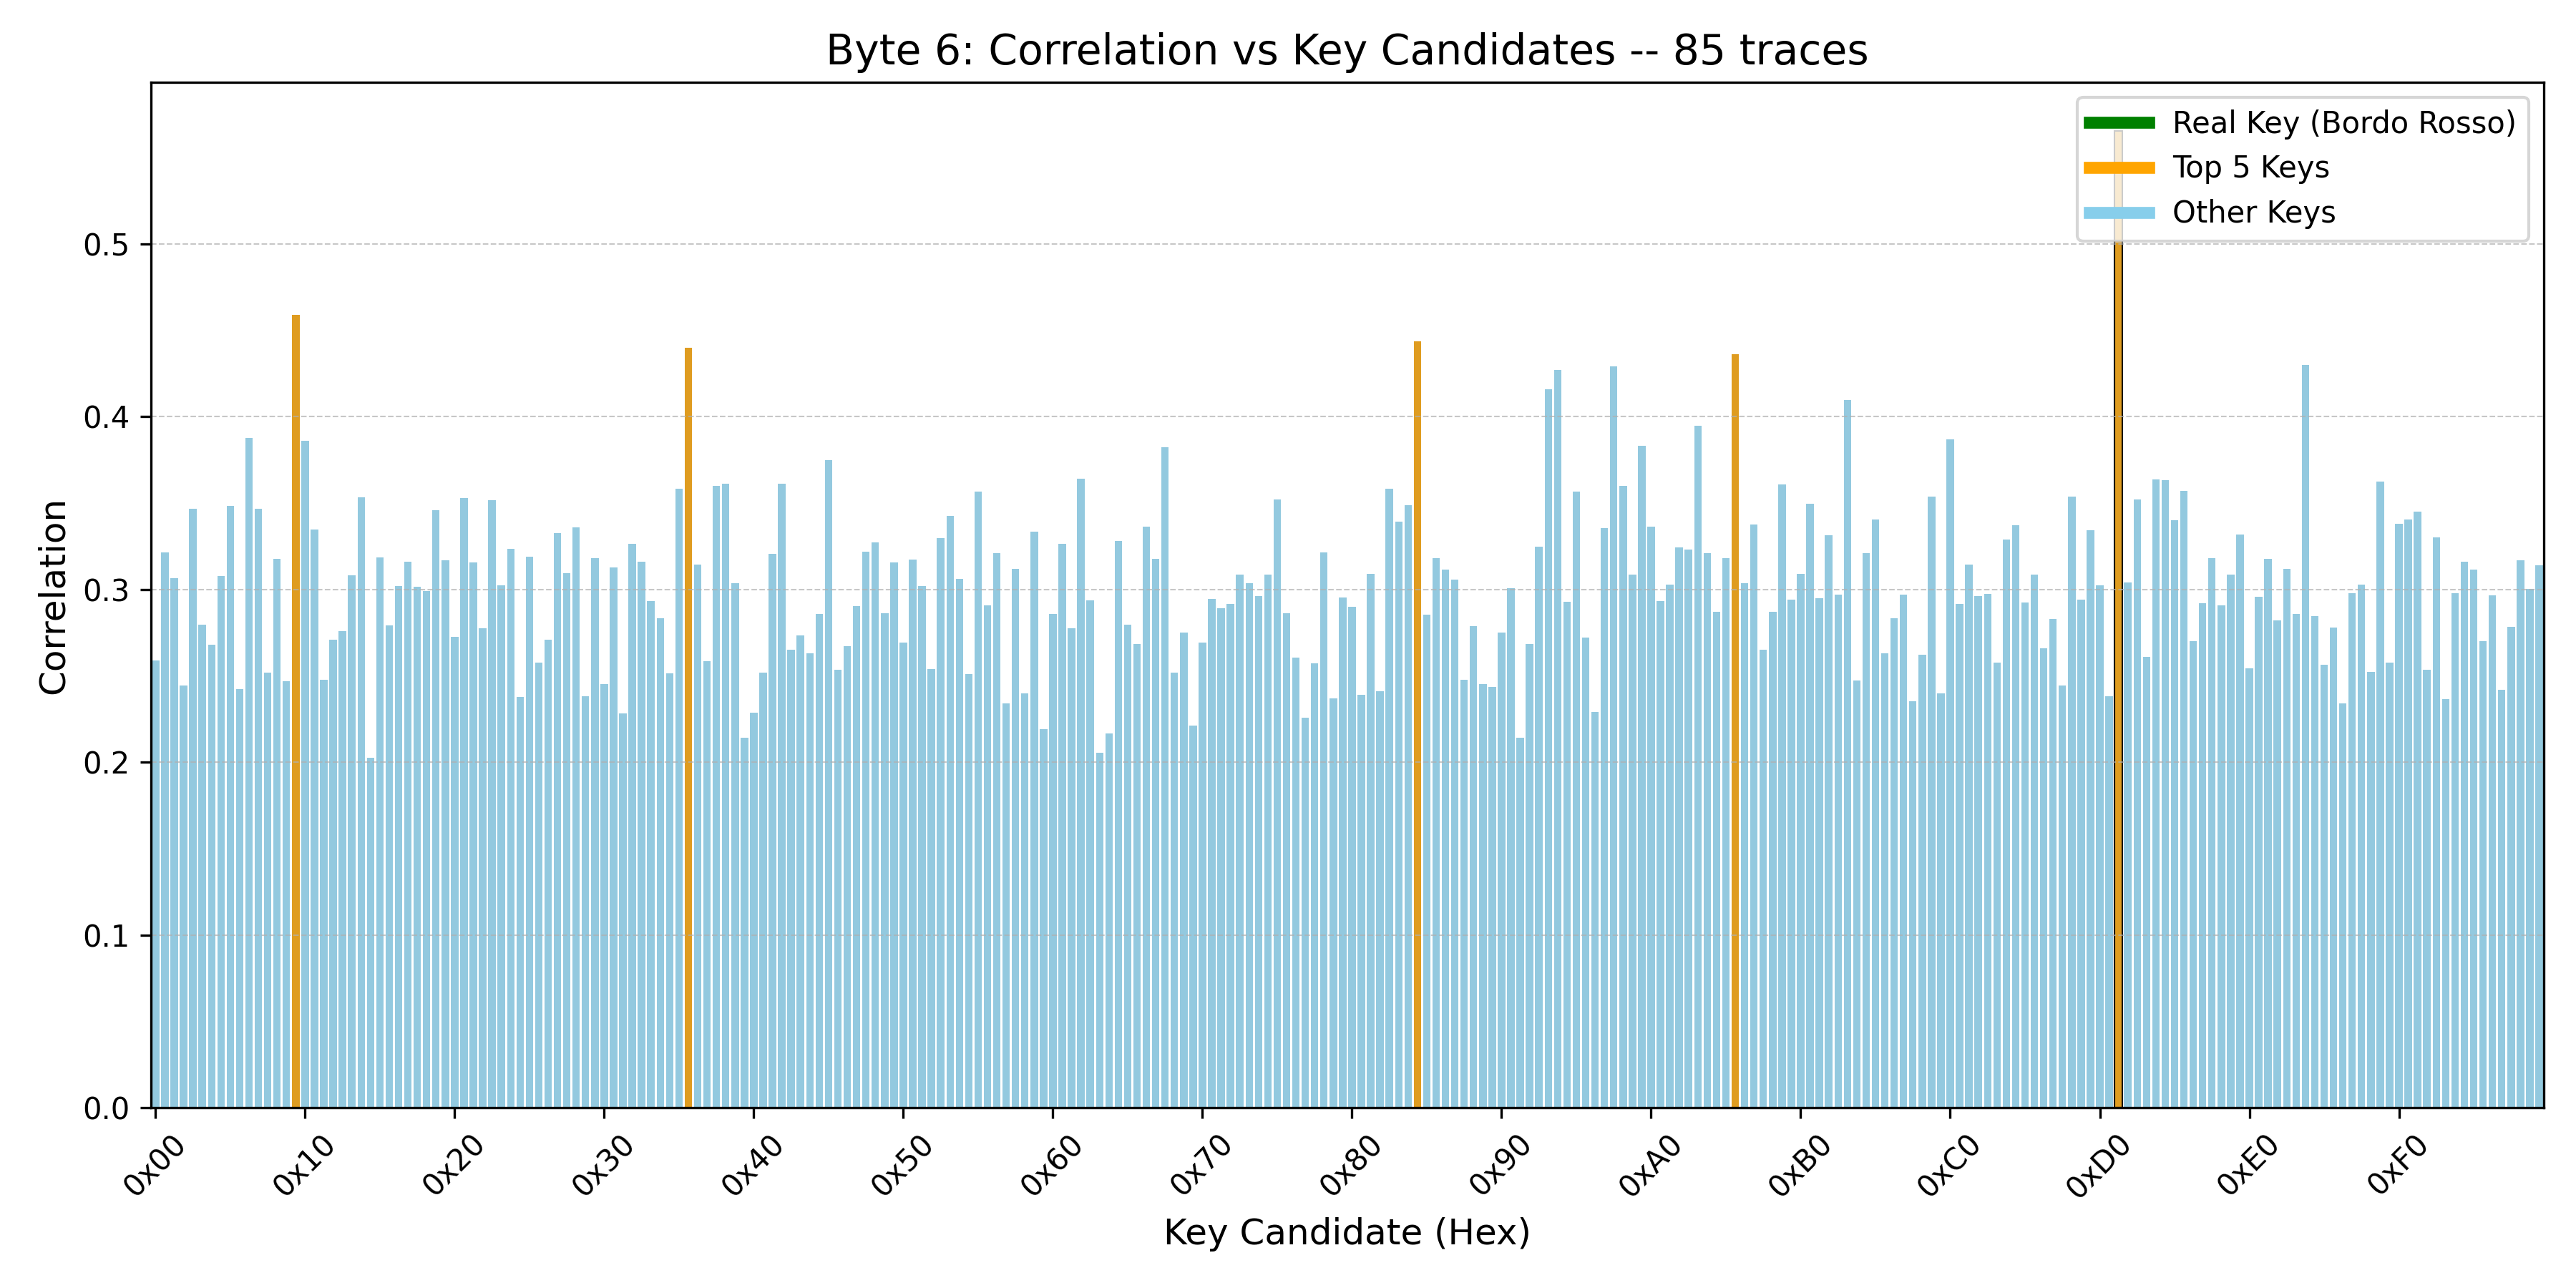 Byte 6: Correlation vs Key Candidates -- 85 traces
Real Key (Bordo Rosso)
Top 5 Keys
Other Keys
Correlation
0.5
0.4
0.3
0.2
0.1
0.0
0x00 0x10 0x20 0x30 0x40 0x50 0x60 0x70 0x80 0x90 0xA0 0xB0 0xC0 0xD0 0xE0 0xF0
Key Candidate (Hex)